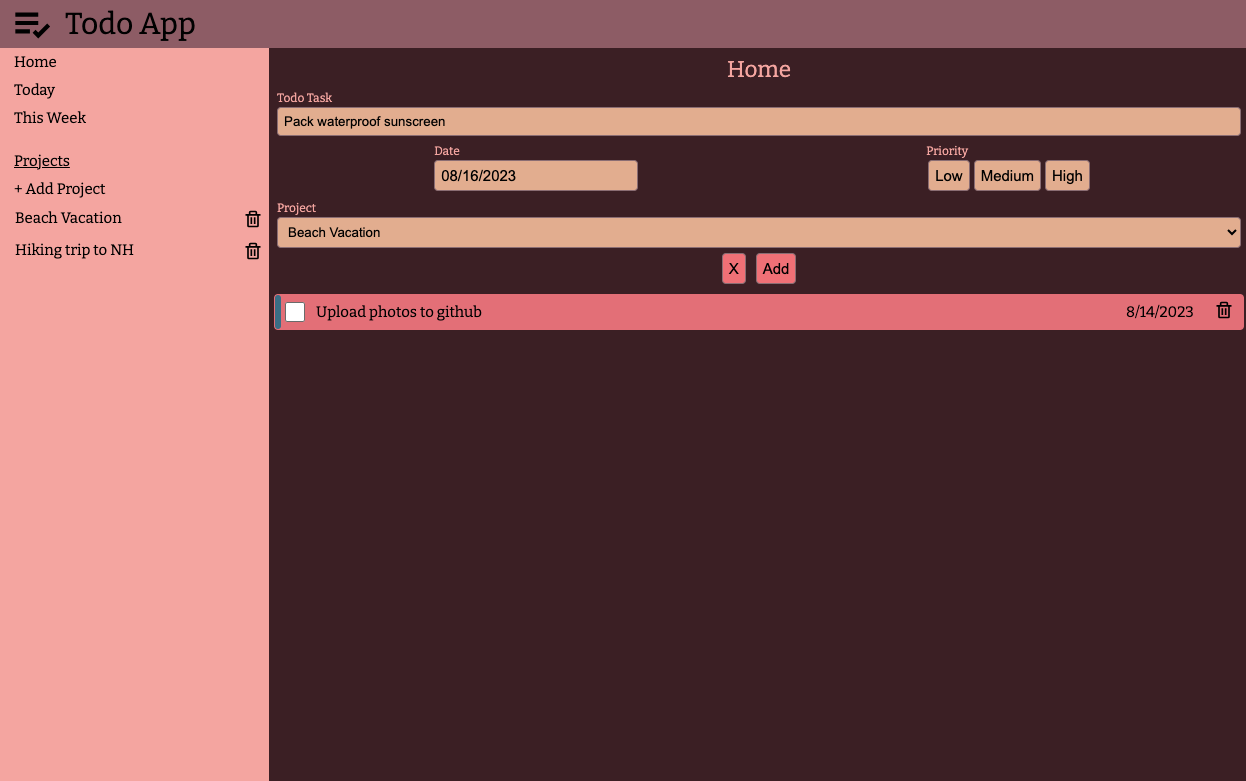 Todo App
Home
Today
This Week
Projects
+ Add Project
Beach Vacation
Hiking trip to NH
Home
Todo Task
Pack waterproof sunscreen
Date
Priority
08/16/2023
Low Medium High
Project
Beach Vacation
X Add
Upload photos to github 8/14/2023